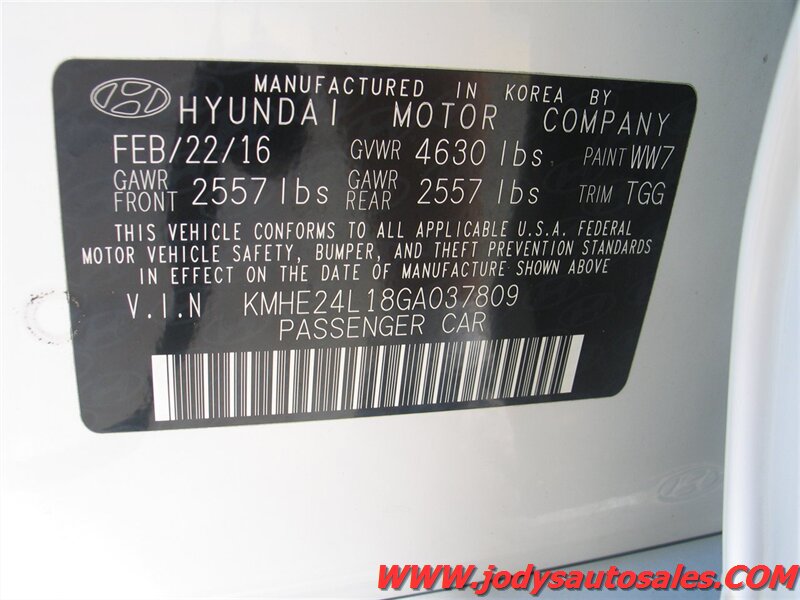 MANUFACTURED IN KOREA BY
HYUNDAI MOTOR COMPANY
FEB/22/16 GVWR 4630 lbs PAINT WW7
GAWR FRONT 2557 lbs GAWR REAR 2557 lbs TRIM TGG
THIS VEHICLE CONFORMS TO ALL APPLICABLE U.S.A. FEDERAL
MOTOR VEHICLE SAFETY, BUMPER, AND THEFT PREVENTION STANDARDS
IN EFFECT ON THE DATE OF MANUFACTURE SHOWN ABOVE
V.I.N KMHE24L18GA037809
PASSENGER CAR
www.jodysautosales.com